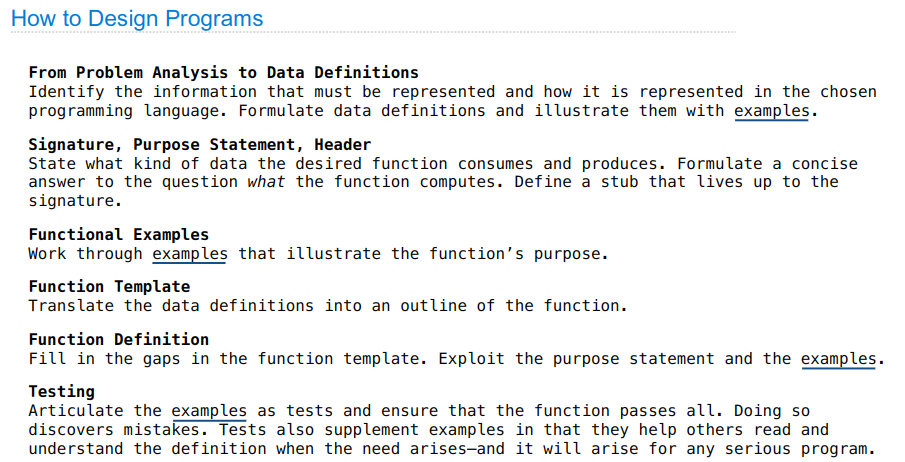 How to Design Programs
From Problem Analysis to Data Definitions
Identify the information that must be represented and how it is represented in the chosen
programming language. Formulate data definitions and illustrate them with examples.
Signature, Purpose Statement, Header
State what kind of data the desired function consumes and produces. Formulate a concise
answer to the question what the function computes. Define a stub that lives up to the
signature.
Functional Examples
Work through examples that illustrate the function’s purpose.
Function Template
Translate the data definitions into an outline of the function.
Function Definition
Fill in the gaps in the function template. Exploit the purpose statement and the examples.
Testing
Articulate the examples as tests and ensure that the function passes all. Doing so
discovers mistakes. Tests also supplement examples in that they help others read and
understand the definition when the need arises—and it will arise for any serious program.